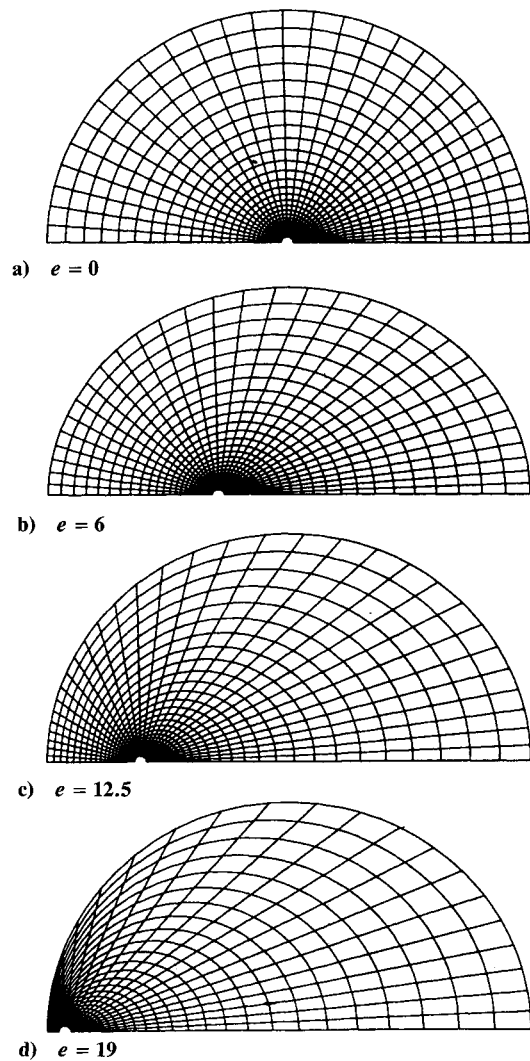 a) e = 0
b) e = 6
c) e = 12.5
d) e = 19